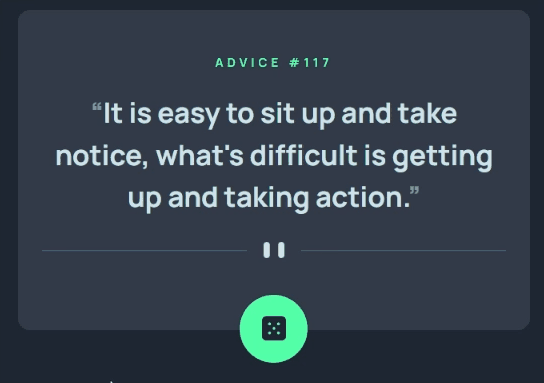 ADVICE #117
“It is easy to sit up and take
notice, what's difficult is getting
up and taking action.”